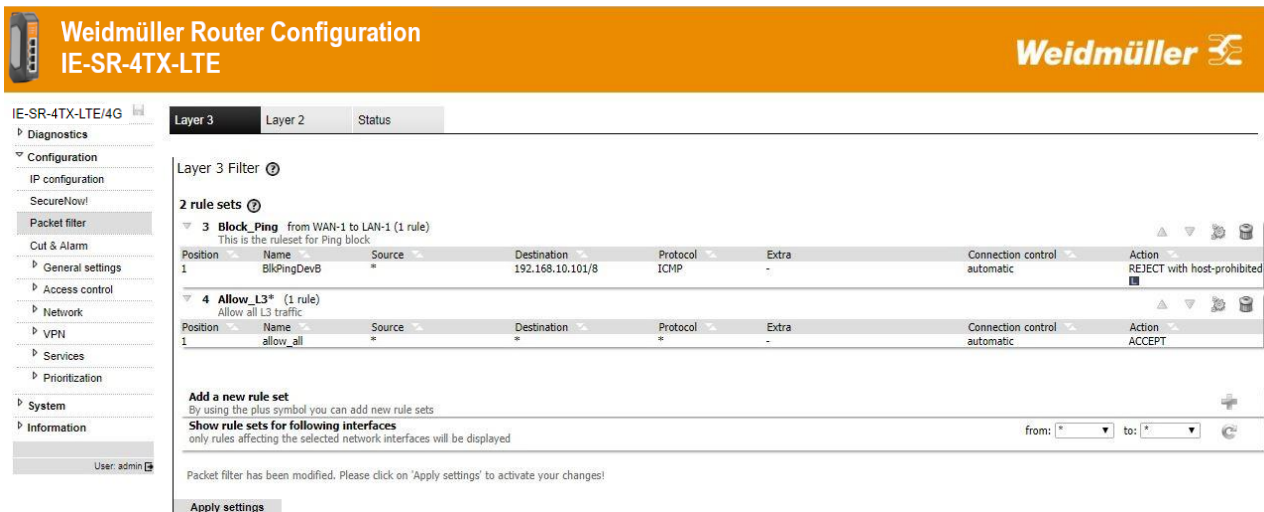 Weidmüller Router Configuration
IE-SR-4TX-LTE
Weidmüller
IE-SR-4TX-LTE/4G
Diagnostics
Configuration
IP configuration
SecureNow!
Packet filter
Cut & Alarm
General settings
Access control
Network
VPN
Services
Prioritization
System
Information
User: admin
Layer 3 Layer 2 Status
Layer 3 Filter ?
2 rule sets ?
3 Block_Ping from WAN-1 to LAN-1 (1 rule)
This is the ruleset for Ping block
Position Name Source Destination Protocol Extra Connection control Action
1 BlkPingDevB * 192.168.10.101/8 ICMP - automatic REJECT with host-prohibited
L
4 Allow_L3* (1 rule)
Allow all L3 traffic
Position Name Source Destination Protocol Extra Connection control Action
1 allow_all * * * - automatic ACCEPT
Add a new rule set
By using the plus symbol you can add new rule sets
Show rule sets for following interfaces
only rules affecting the selected network interfaces will be displayed
from: * to: *
Packet filter has been modified. Please click on 'Apply settings' to activate your changes!
Apply settings